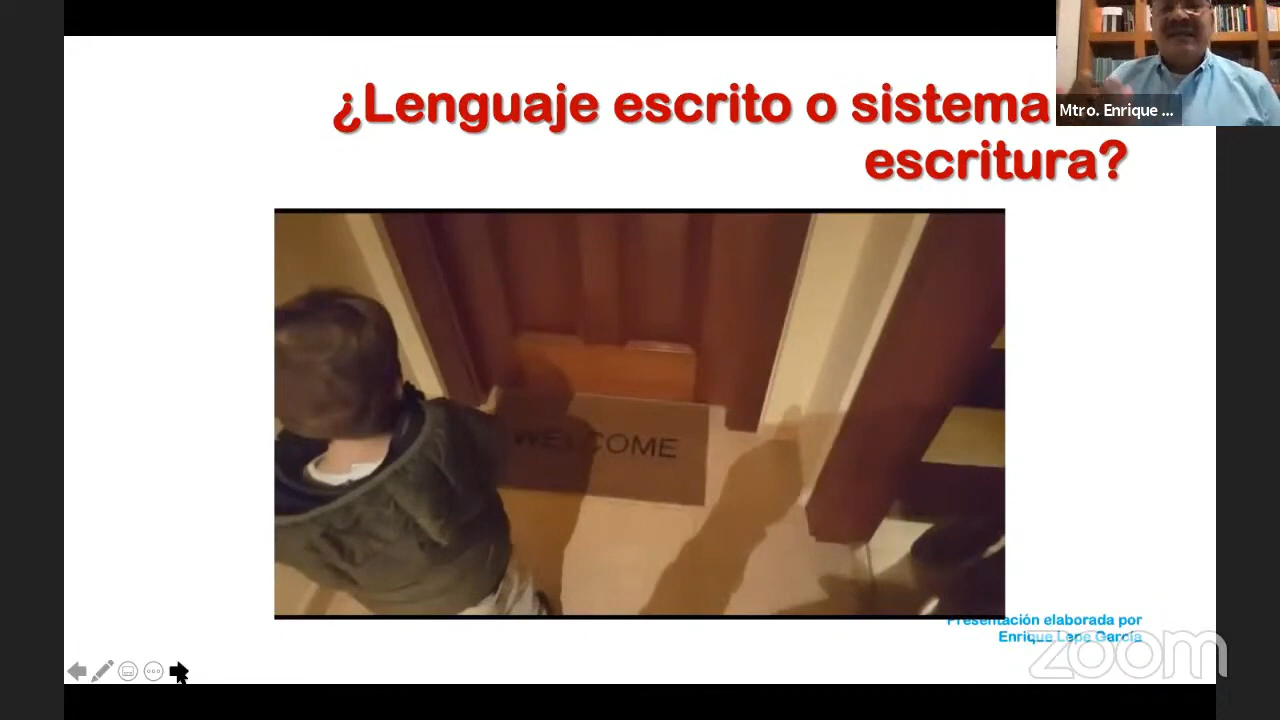 ¿Lenguaje escrito o sistema
escritura?
Mtro. Enrique ...
WELCOME
Presentación elaborada por
Enrique Lepe García
zoom